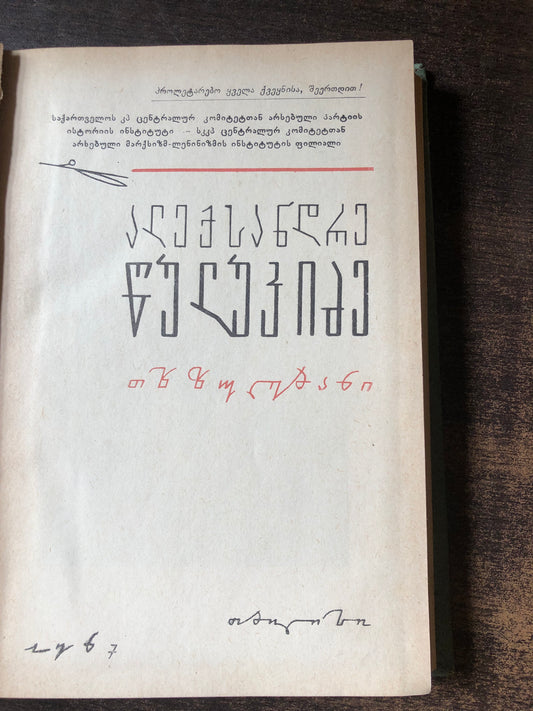 პროლეტარებო ყველა ქვეყნისა, შეერთდით!
საქართველოს კპ ცენტრალურ კომიტეტთან არსებული პარტიის
ისტორიის ინსტიტუტი — სკკპ ცენტრალურ კომიტეტთან
არსებული მარქსიზმ-ლენინიზმის ინსტიტუტის ფილიალი
ალექსანდრე
წულუკიძე
თხზულებანი
თბილისი
1967